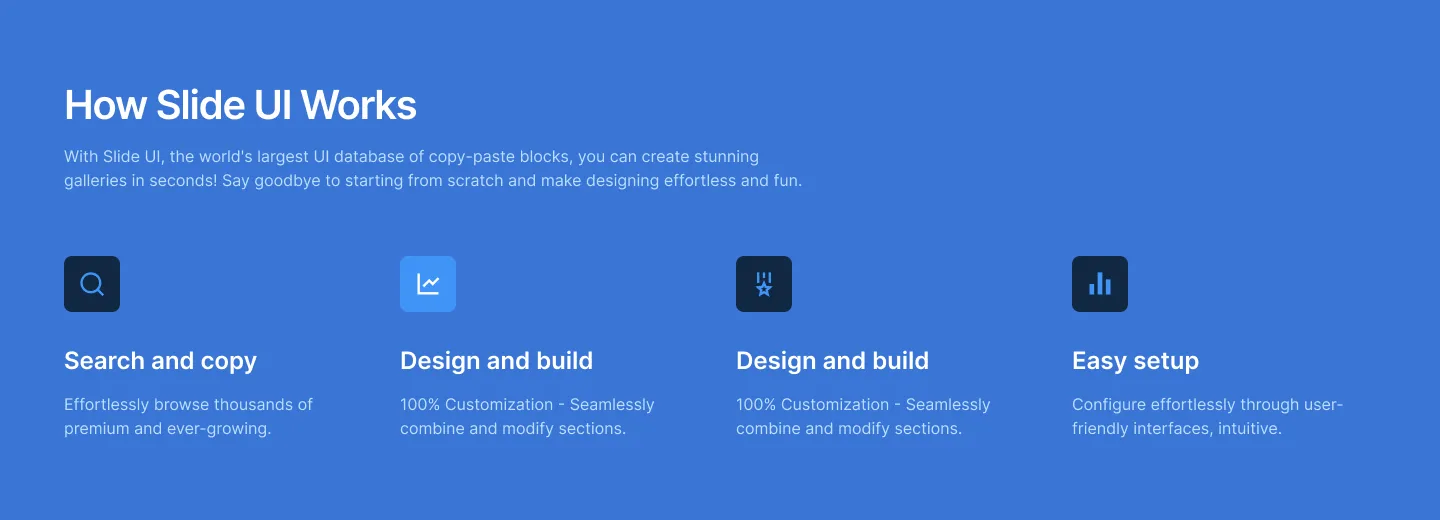 How Slide UI Works
With Slide UI, the world's largest UI database of copy-paste blocks, you can create stunning
galleries in seconds! Say goodbye to starting from scratch and make designing effortless and fun.
Search and copy
Effortlessly browse thousands of
premium and ever-growing.
Design and build
100% Customization - Seamlessly
combine and modify sections.
Design and build
100% Customization - Seamlessly
combine and modify sections.
Easy setup
Configure effortlessly through user-
friendly interfaces, intuitive.